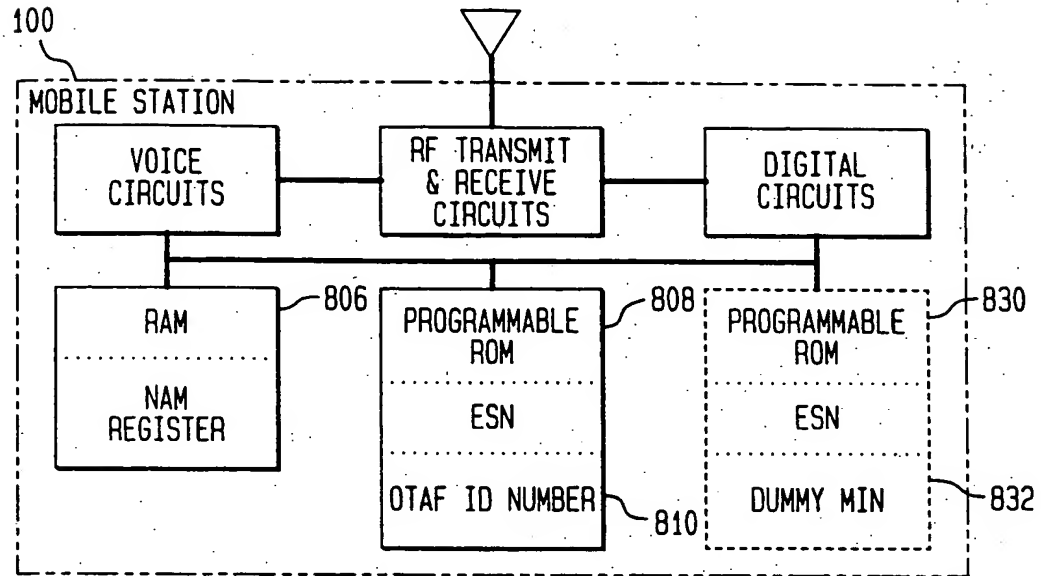 100
MOBILE STATION
VOICE
CIRCUITS
RF TRANSMIT
& RECEIVE
CIRCUITS
DIGITAL
CIRCUITS
RAM
NAM
REGISTER
806
PROGRAMMABLE
ROM
ESN
OTAF ID NUMBER
808
810
PROGRAMMABLE
ROM
ESN
DUMMY MIN
830
832